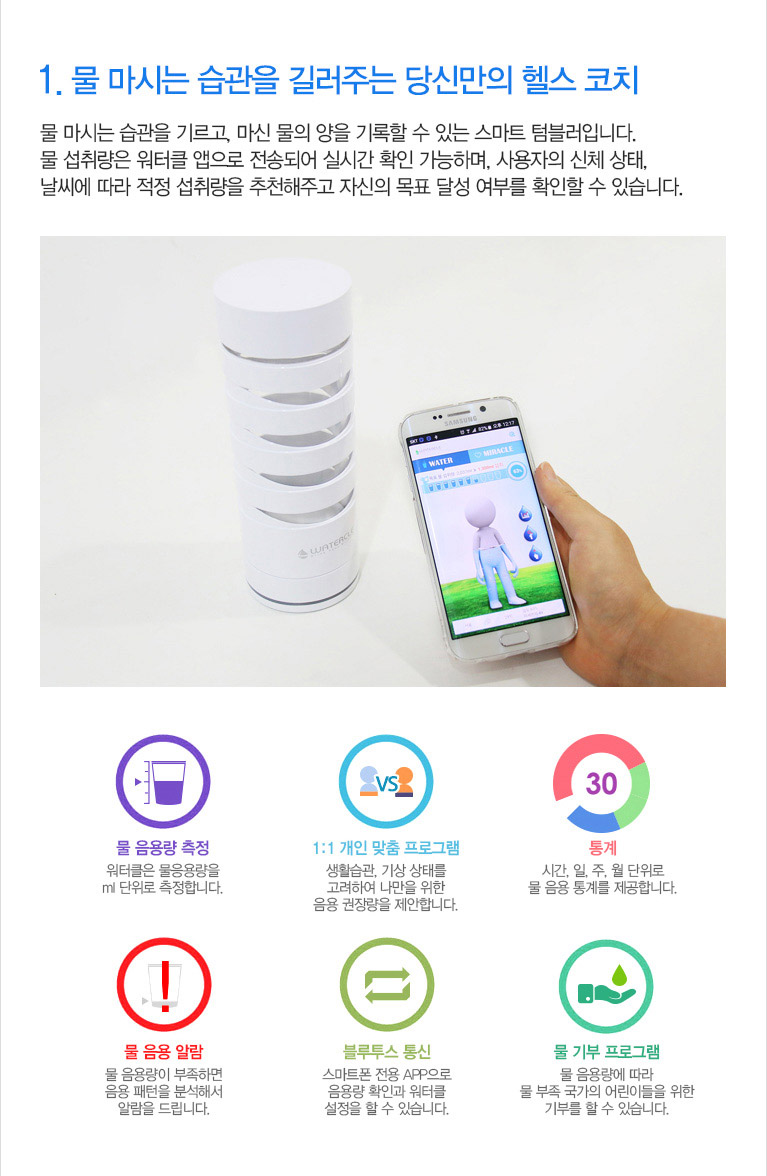 1. 물 마시는 습관을 길러주는 당신만의 헬스 코치
물 마시는 습관을 기르고, 마신 물의 양을 기록할 수 있는 스마트 텀블러입니다.
물 섭취량은 워터클 앱으로 전송되어 실시간 확인 가능하며, 사용자의 신체 상태,
날씨에 따라 적정 섭취량을 추천해주고 자신의 목표 달성 여부를 확인할 수 있습니다.
SAMSUNG
SKT
82% 오후 12:17
WATER
MIRACLE
VS
30
물 음용량 측정
워터클은 물응용량을
ml 단위로 측정합니다.
1:1 개인 맞춤 프로그램
생활습관, 기상 상태를
고려하여 나만을 위한
음용 권장량을 제안합니다.
통계
시간, 일, 주, 월 단위로
물 음용 통계를 제공합니다.
!
물 음용 알람
물 음용량이 부족하면
음용 패턴을 분석해서
알람을 드립니다.
블루투스 통신
스마트폰 전용 APP으로
음용량 확인과 워터클
설정을 할 수 있습니다.
물 기부 프로그램
물 음용량에 따라
물 부족 국가의 어린이들을 위한
기부를 할 수 있습니다.